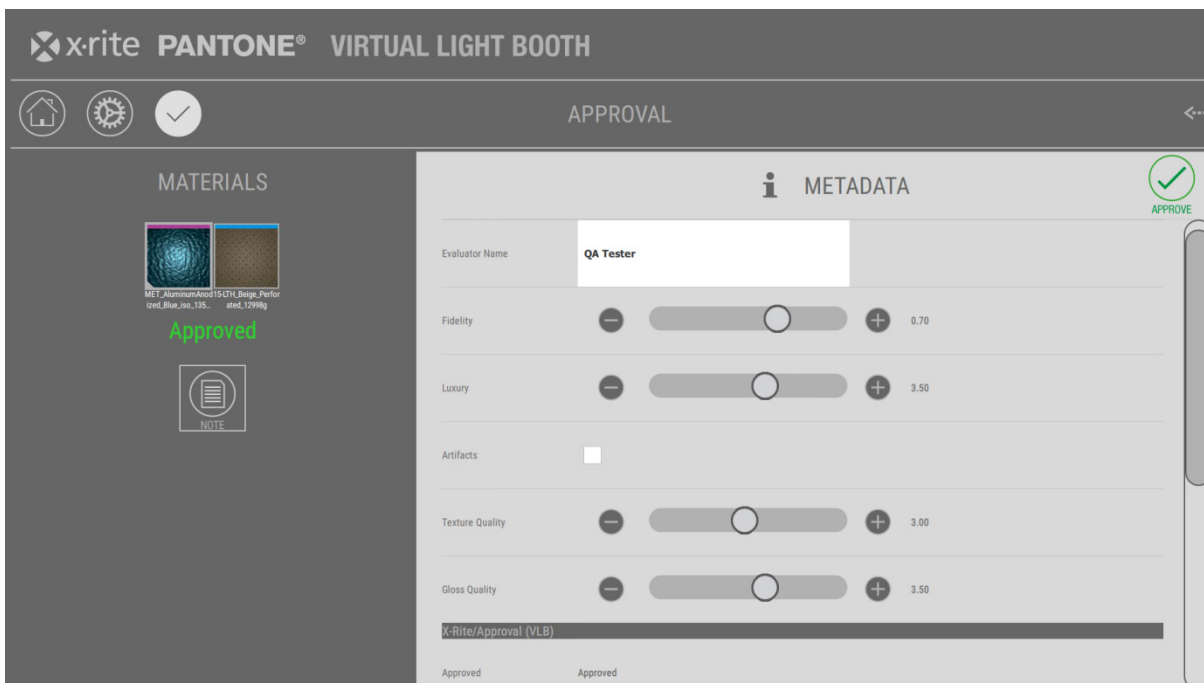 x·rite PANTONE® VIRTUAL LIGHT BOOTH
APPROVAL
MATERIALS
MET_AluminumAnod
ized_Blue_iso_135...
15-LTH_Beige_Perfor
ated_12998g
Approved
NOTE
METADATA
APPROVE
Evaluator Name QA Tester
Fidelity 0.70
Luxury 3.50
Artifacts
Texture Quality 3.00
Gloss Quality 3.50
X-Rite/Approval (VLB)
Approved Approved